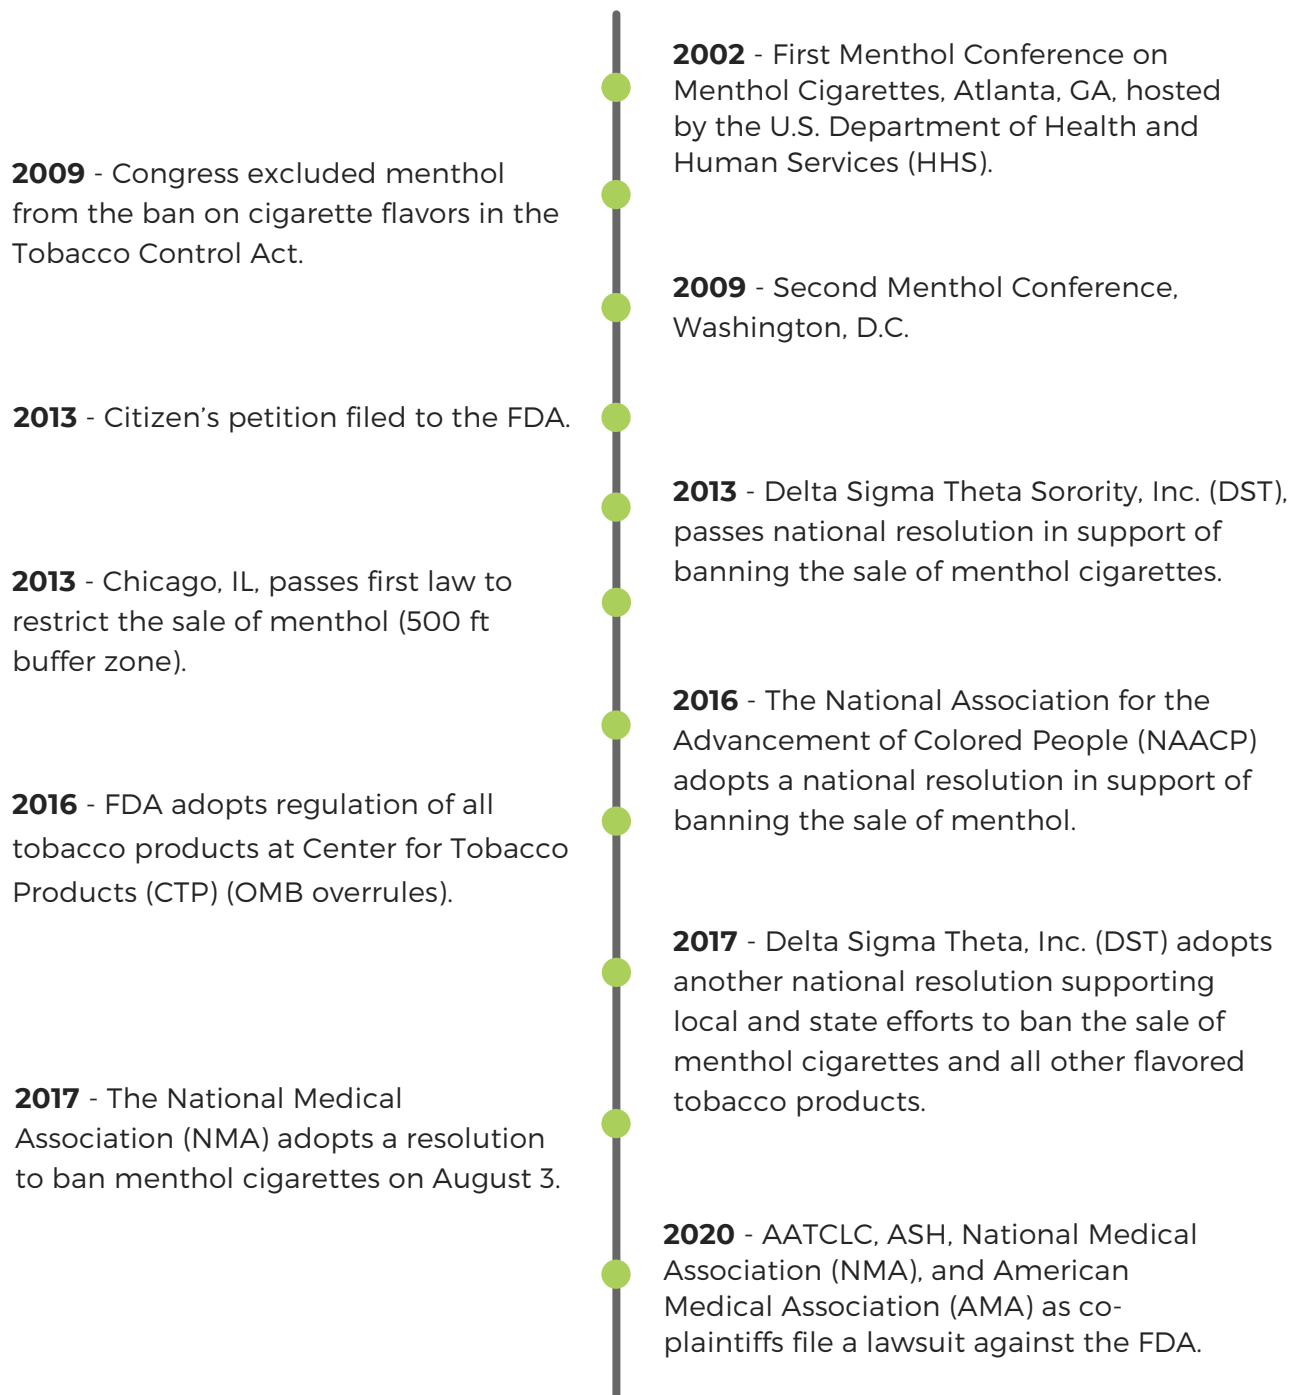 2002 - First Menthol Conference on
Menthol Cigarettes, Atlanta, GA, hosted
by the U.S. Department of Health and
Human Services (HHS).
2009 - Congress excluded menthol
from the ban on cigarette flavors in the
Tobacco Control Act.
2009 - Second Menthol Conference,
Washington, D.C.
2013 - Citizen’s petition filed to the FDA.
2013 - Delta Sigma Theta Sorority, Inc. (DST),
passes national resolution in support of
banning the sale of menthol cigarettes.
2013 - Chicago, IL, passes first law to
restrict the sale of menthol (500 ft
buffer zone).
2016 - The National Association for the
Advancement of Colored People (NAACP)
adopts a national resolution in support of
banning the sale of menthol.
2016 - FDA adopts regulation of all
tobacco products at Center for Tobacco
Products (CTP) (OMB overrules).
2017 - Delta Sigma Theta, Inc. (DST) adopts
another national resolution supporting
local and state efforts to ban the sale of
menthol cigarettes and all other flavored
tobacco products.
2017 - The National Medical
Association (NMA) adopts a resolution
to ban menthol cigarettes on August 3.
2020 - AATCLC, ASH, National Medical
Association (NMA), and American
Medical Association (AMA) as co-
plaintiffs file a lawsuit against the FDA.